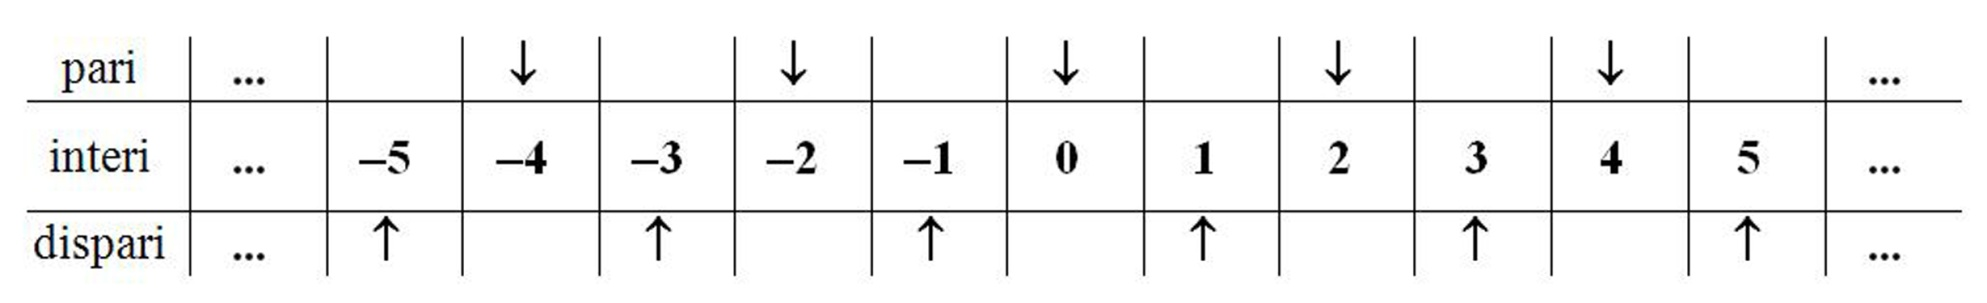 pari ... ↓ ↓ ↓ ↓ ↓ ...
interi ... –5 –4 –3 –2 –1 0 1 2 3 4 5 ...
dispari ... ↑ ↑ ↑ ↑ ↑ ↑ ...